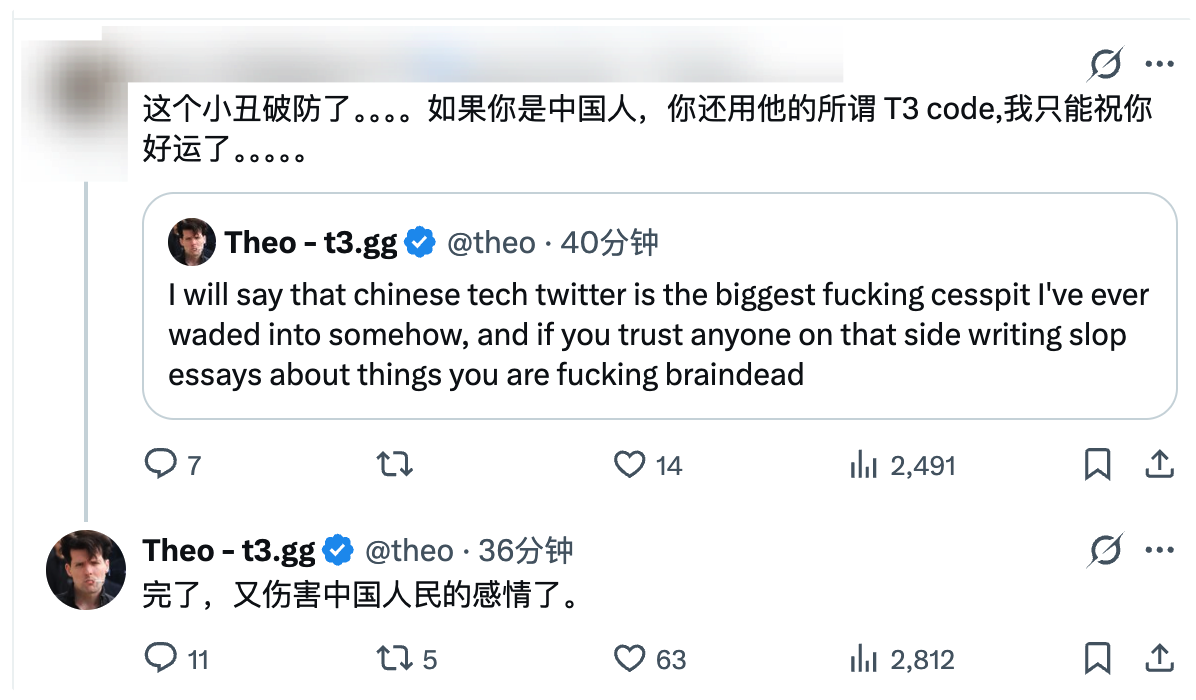 这个小丑破防了。。。。如果你是中国人，你还用他的所谓 T3 code,我只能祝你
好运了。。。。。
Theo - t3.gg @theo · 40分钟
I will say that chinese tech twitter is the biggest fucking cesspit I've ever
waded into somehow, and if you trust anyone on that side writing slop
essays about things you are fucking braindead
7 14 2,491
Theo - t3.gg @theo · 36分钟
完了，又伤害中国人民的感情了。
11 5 63 2,812